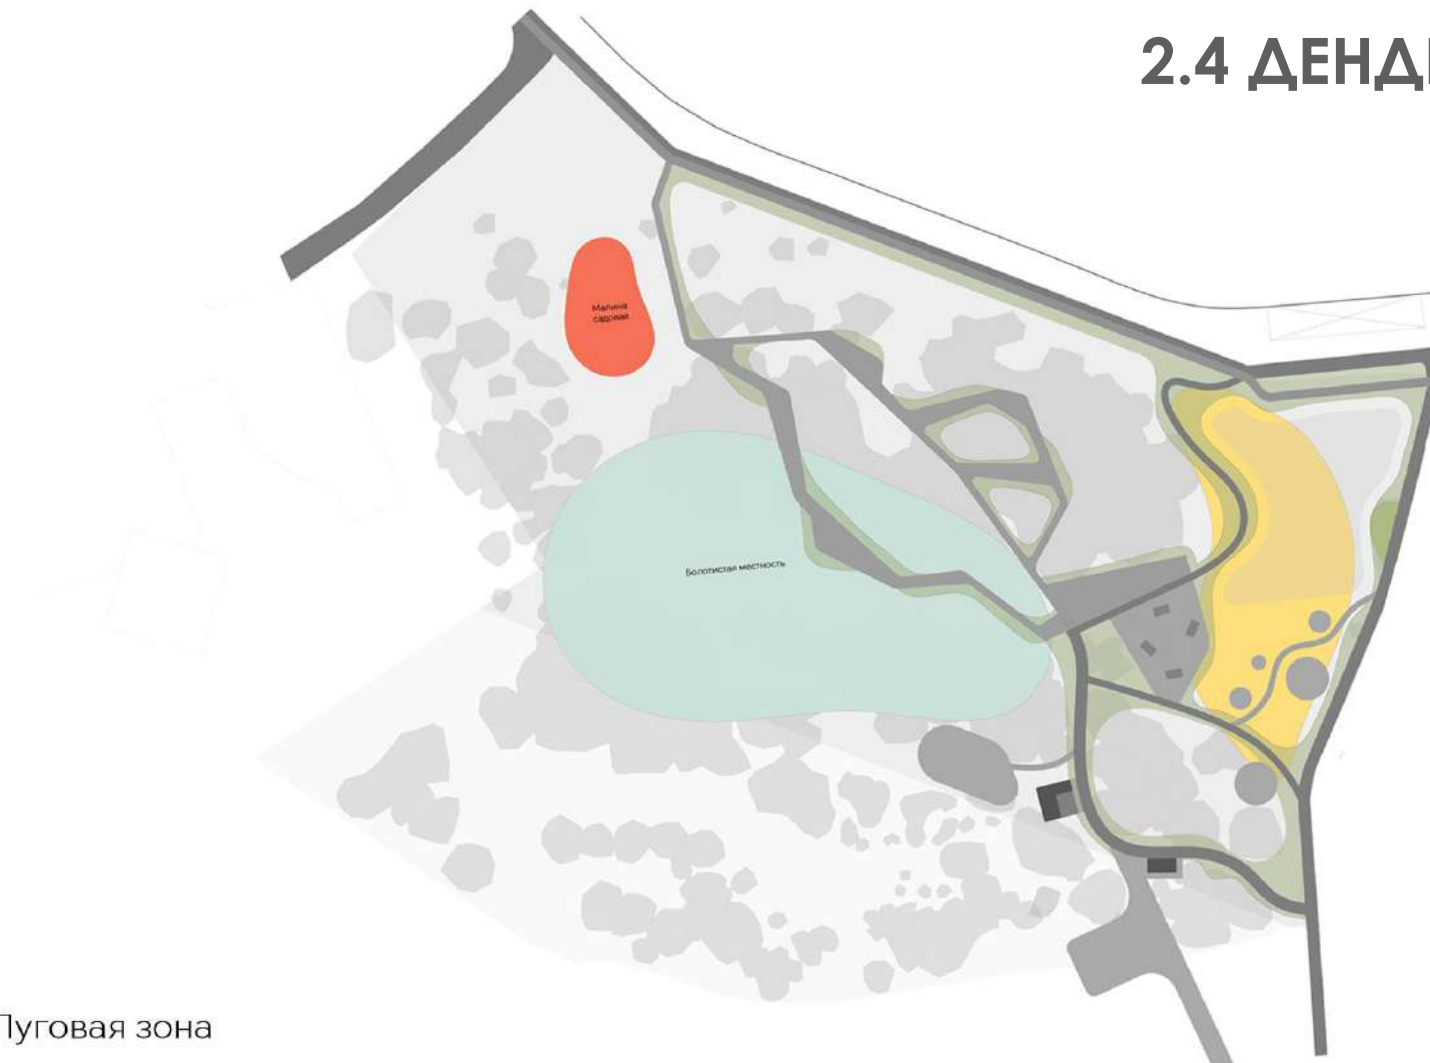 2.4 ДЕНД
Малина
садовая
Болотистая местность
Луговая зона